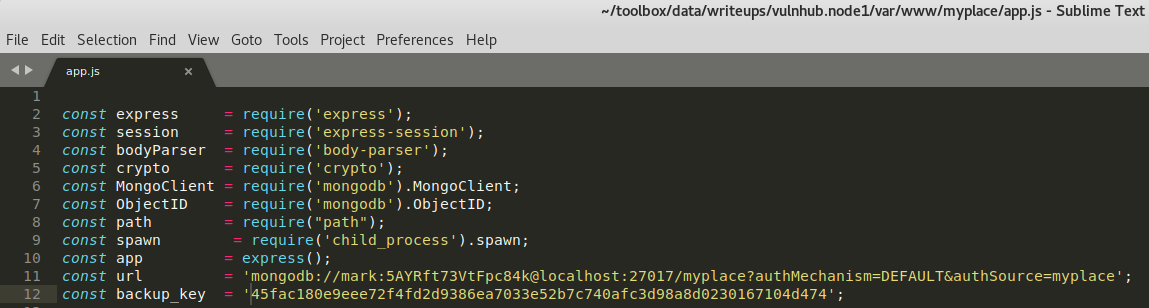 ~/toolbox/data/writeups/vulnhub.node1/var/www/myplace/app.js - Sublime Text
File Edit Selection Find View Goto Tools Project Preferences Help
app.js ×
1
2 const express = require('express');
3 const session = require('express-session');
4 const bodyParser = require('body-parser');
5 const crypto = require('crypto');
6 const MongoClient = require('mongodb').MongoClient;
7 const ObjectID = require('mongodb').ObjectID;
8 const path = require("path");
9 const spawn = require('child_process').spawn;
10 const app = express();
11 const url = 'mongodb://mark:5AYRft73VtFpc84k@localhost:27017/myplace?authMechanism=DEFAULT&authSource=myplace';
12 const backup_key = '45fac180e9eee72f4fd2d9386ea7033e52b7c740afc3d98a8d0230167104d474';